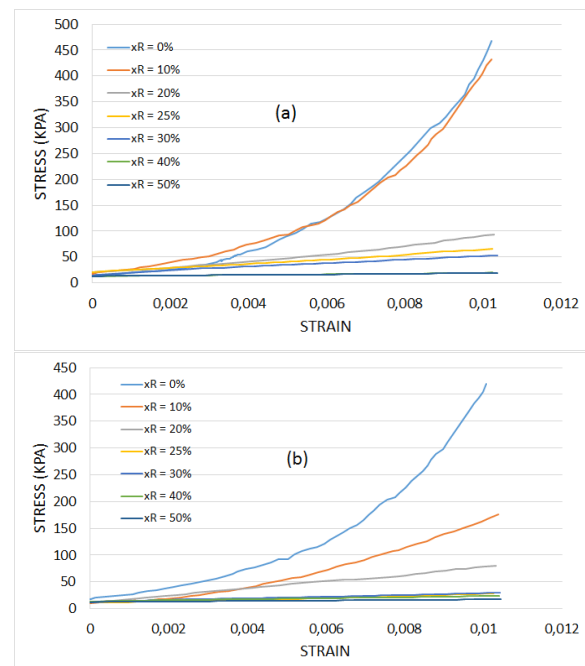 500
450
400
350
300
250
200
150
100
50
0
STRESS (KPA)
xR = 0%
xR = 10%
xR = 20%
xR = 25%
xR = 30%
xR = 40%
xR = 50%
(a)
0 0,002 0,004 0,006 0,008 0,01 0,012
STRAIN
450
400
350
300
250
200
150
100
50
0
STRESS (KPA)
xR = 0%
xR = 10%
xR = 20%
xR = 25%
xR = 30%
xR = 40%
xR = 50%
(b)
0 0,002 0,004 0,006 0,008 0,01 0,012
STRAIN